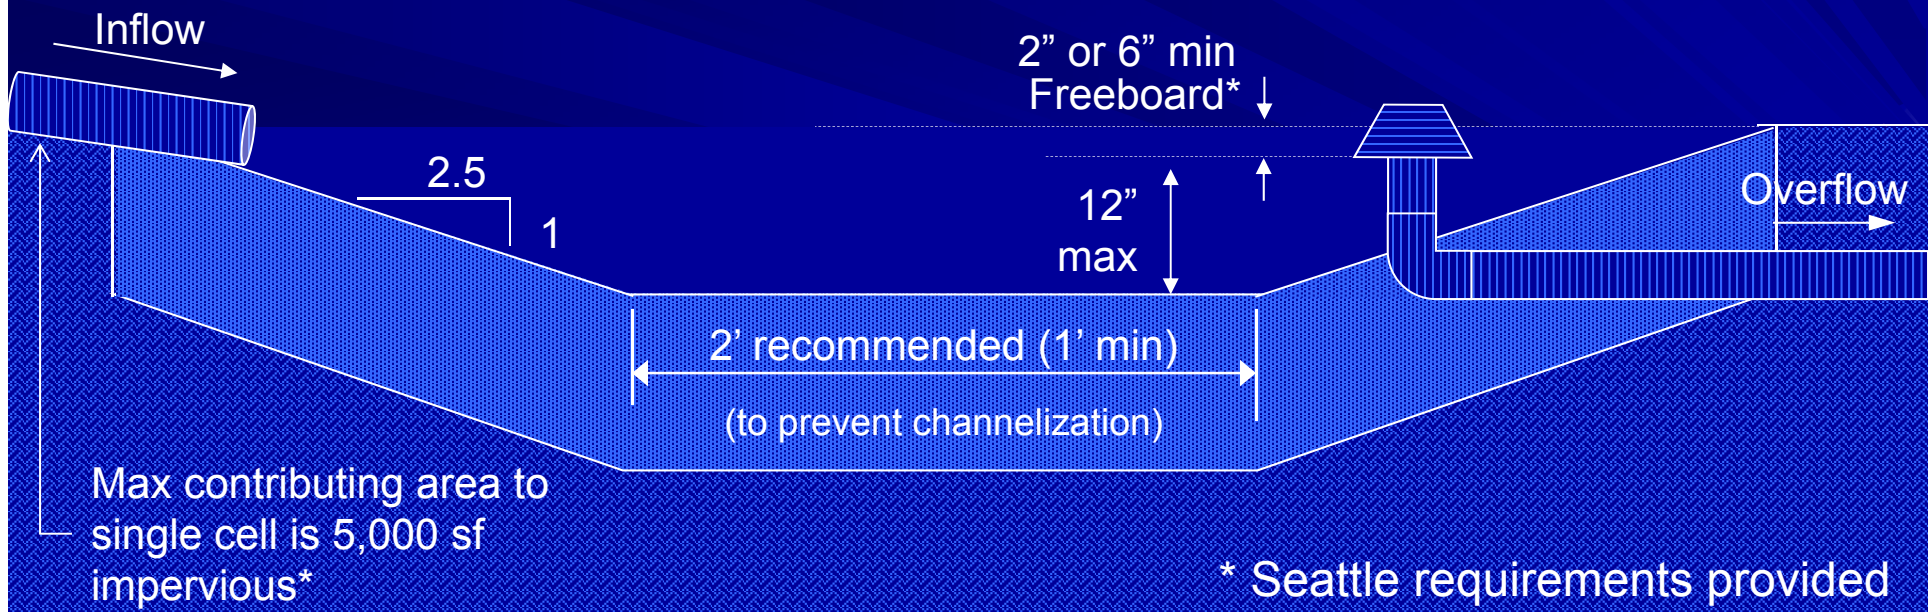 Inflow
2” or 6” min
Freeboard*
2.5
1
12”
max
Overflow
2’ recommended (1’ min)
(to prevent channelization)
Max contributing area to
single cell is 5,000 sf
impervious*
* Seattle requirements provided